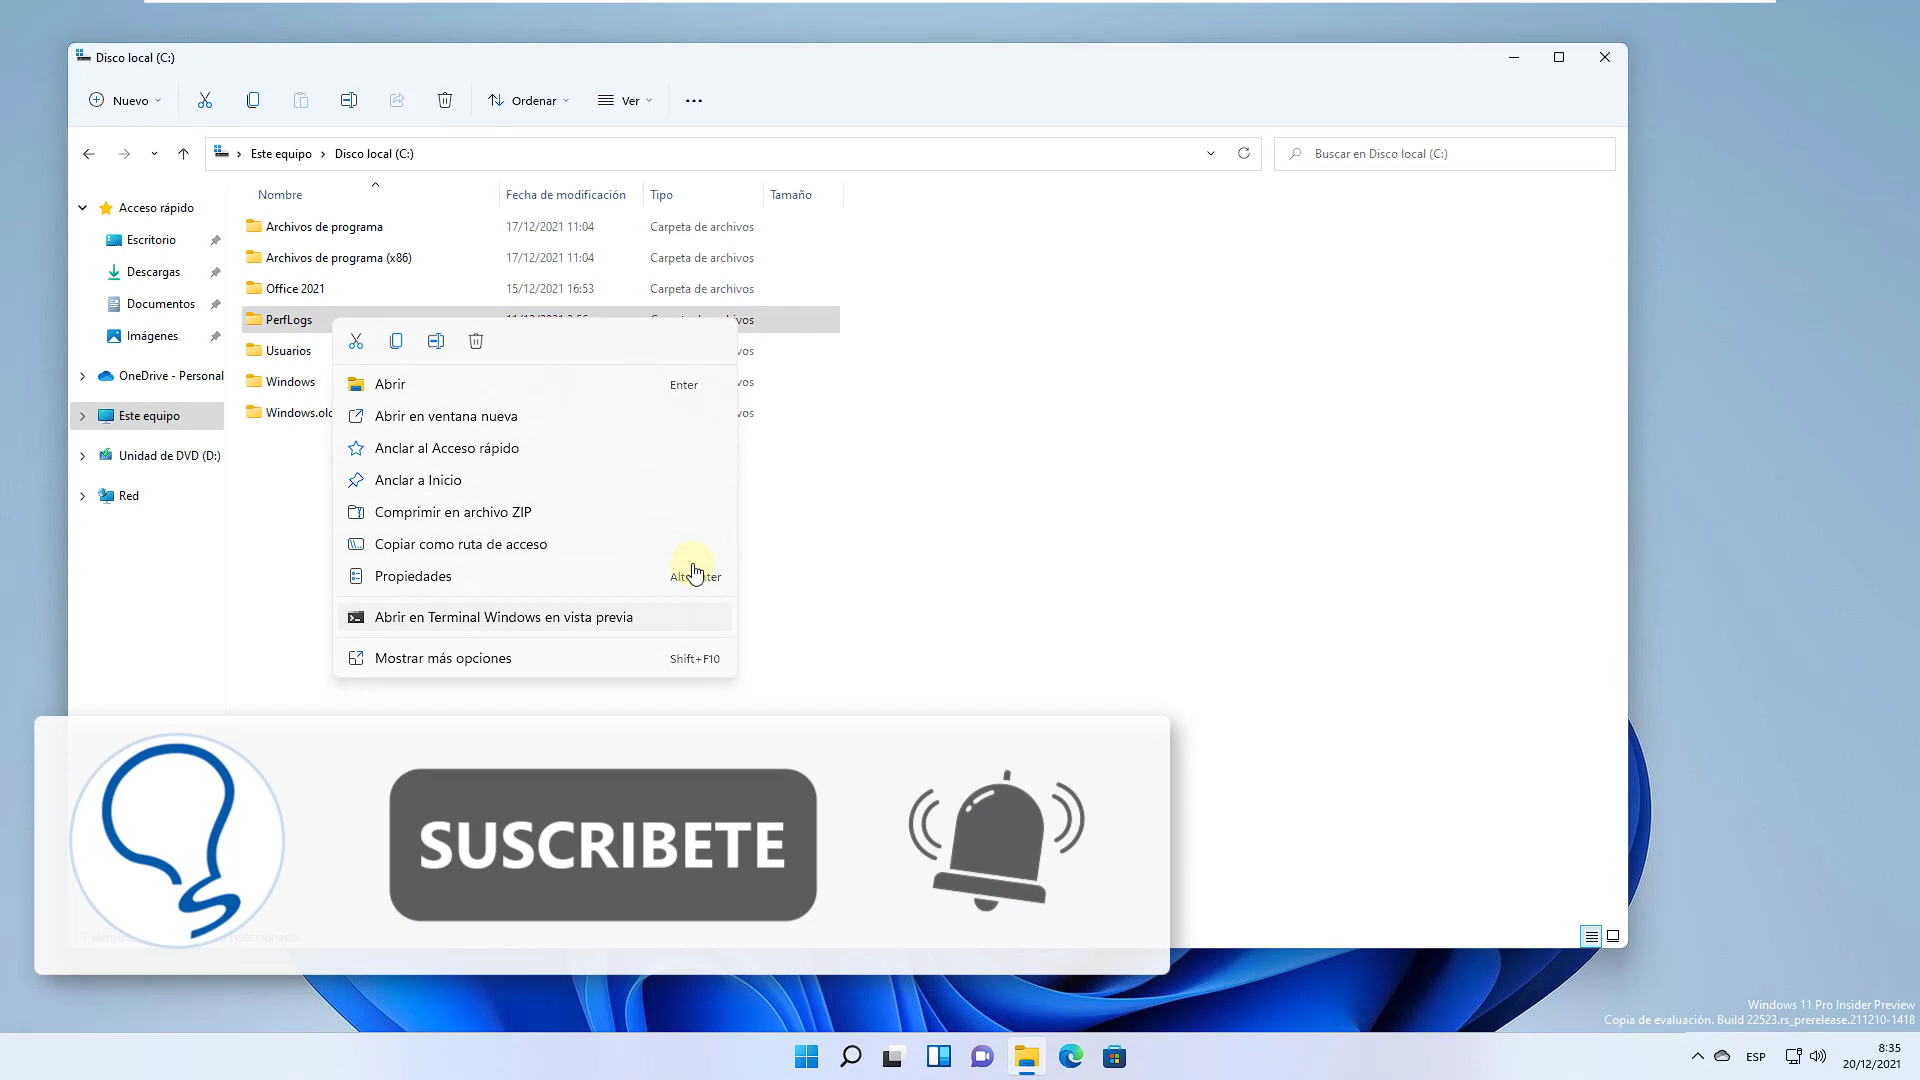 Disco local (C:)
Nuevo
Ordenar
Ver
Este equipo > Disco local (C:)
Buscar en Disco local (C:)
Nombre Fecha de modificación Tipo Tamaño
Acceso rápido
Escritorio
Descargas
Documentos
Imágenes
OneDrive - Personal
Este equipo
Unidad de DVD (D:)
Red
Archivos de programa 17/12/2021 11:04 Carpeta de archivos
Archivos de programa (x86) 17/12/2021 11:04 Carpeta de archivos
Office 2021 15/12/2021 16:53 Carpeta de archivos
PerfLogs
Usuarios
Windows
Windows.old
Abrir Enter
Abrir en ventana nueva
Anclar al Acceso rápido
Anclar a Inicio
Comprimir en archivo ZIP
Copiar como ruta de acceso
Propiedades
Abrir en Terminal Windows en vista previa
Mostrar más opciones Shift+F10
SUSCRIBETE
Windows 11 Pro Insider Preview
Copia de evaluación. Build 22523.rs_prerelease.211210-1418
ESP
8:35
20/12/2021